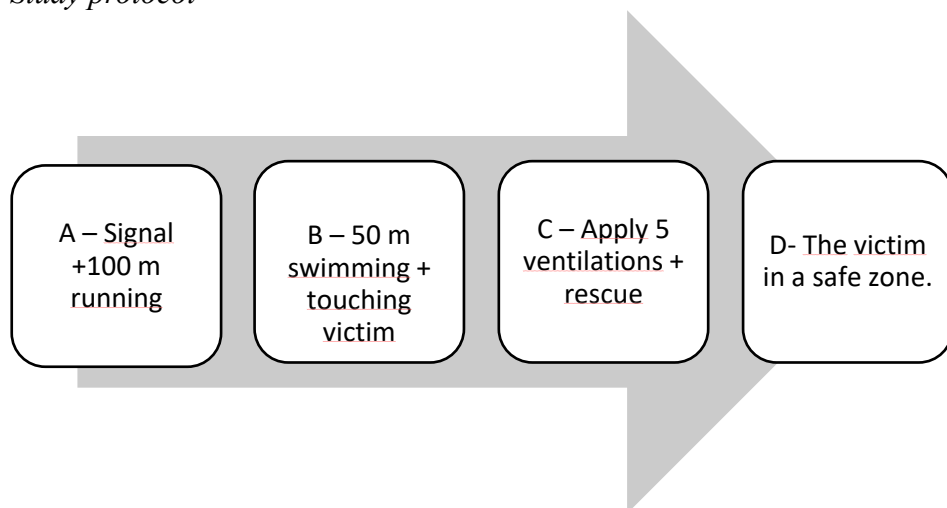 Study protocol
A – Signal
+100 m
running
B – 50 m
swimming +
touching
victim
C – Apply 5
ventilations +
rescue
D- The victim
in a safe zone.